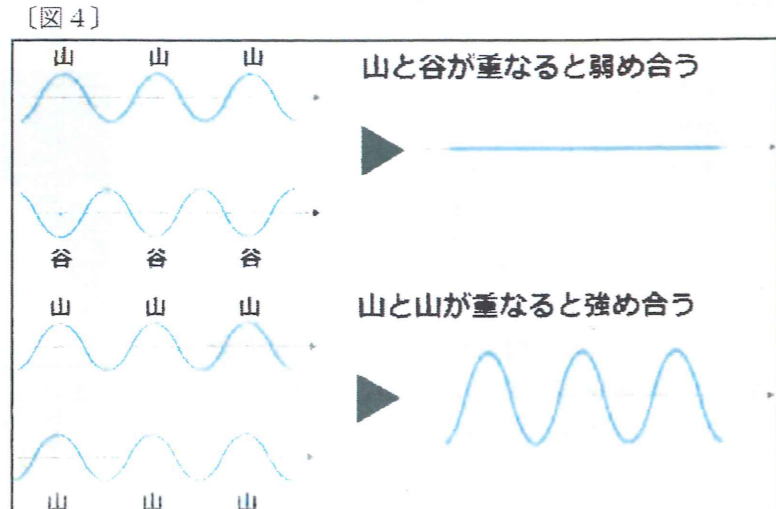 〔図4〕
山 山 山
山と谷が重なると弱め合う
谷 谷 谷
山 山 山
山と山が重なると強め合う
山 山 山